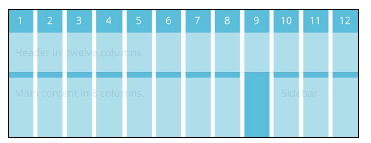 1 2 3 4 5 6 7 8 9 10 11 12
Header in twelve columns
Main content in 8 columns.
Sidebar